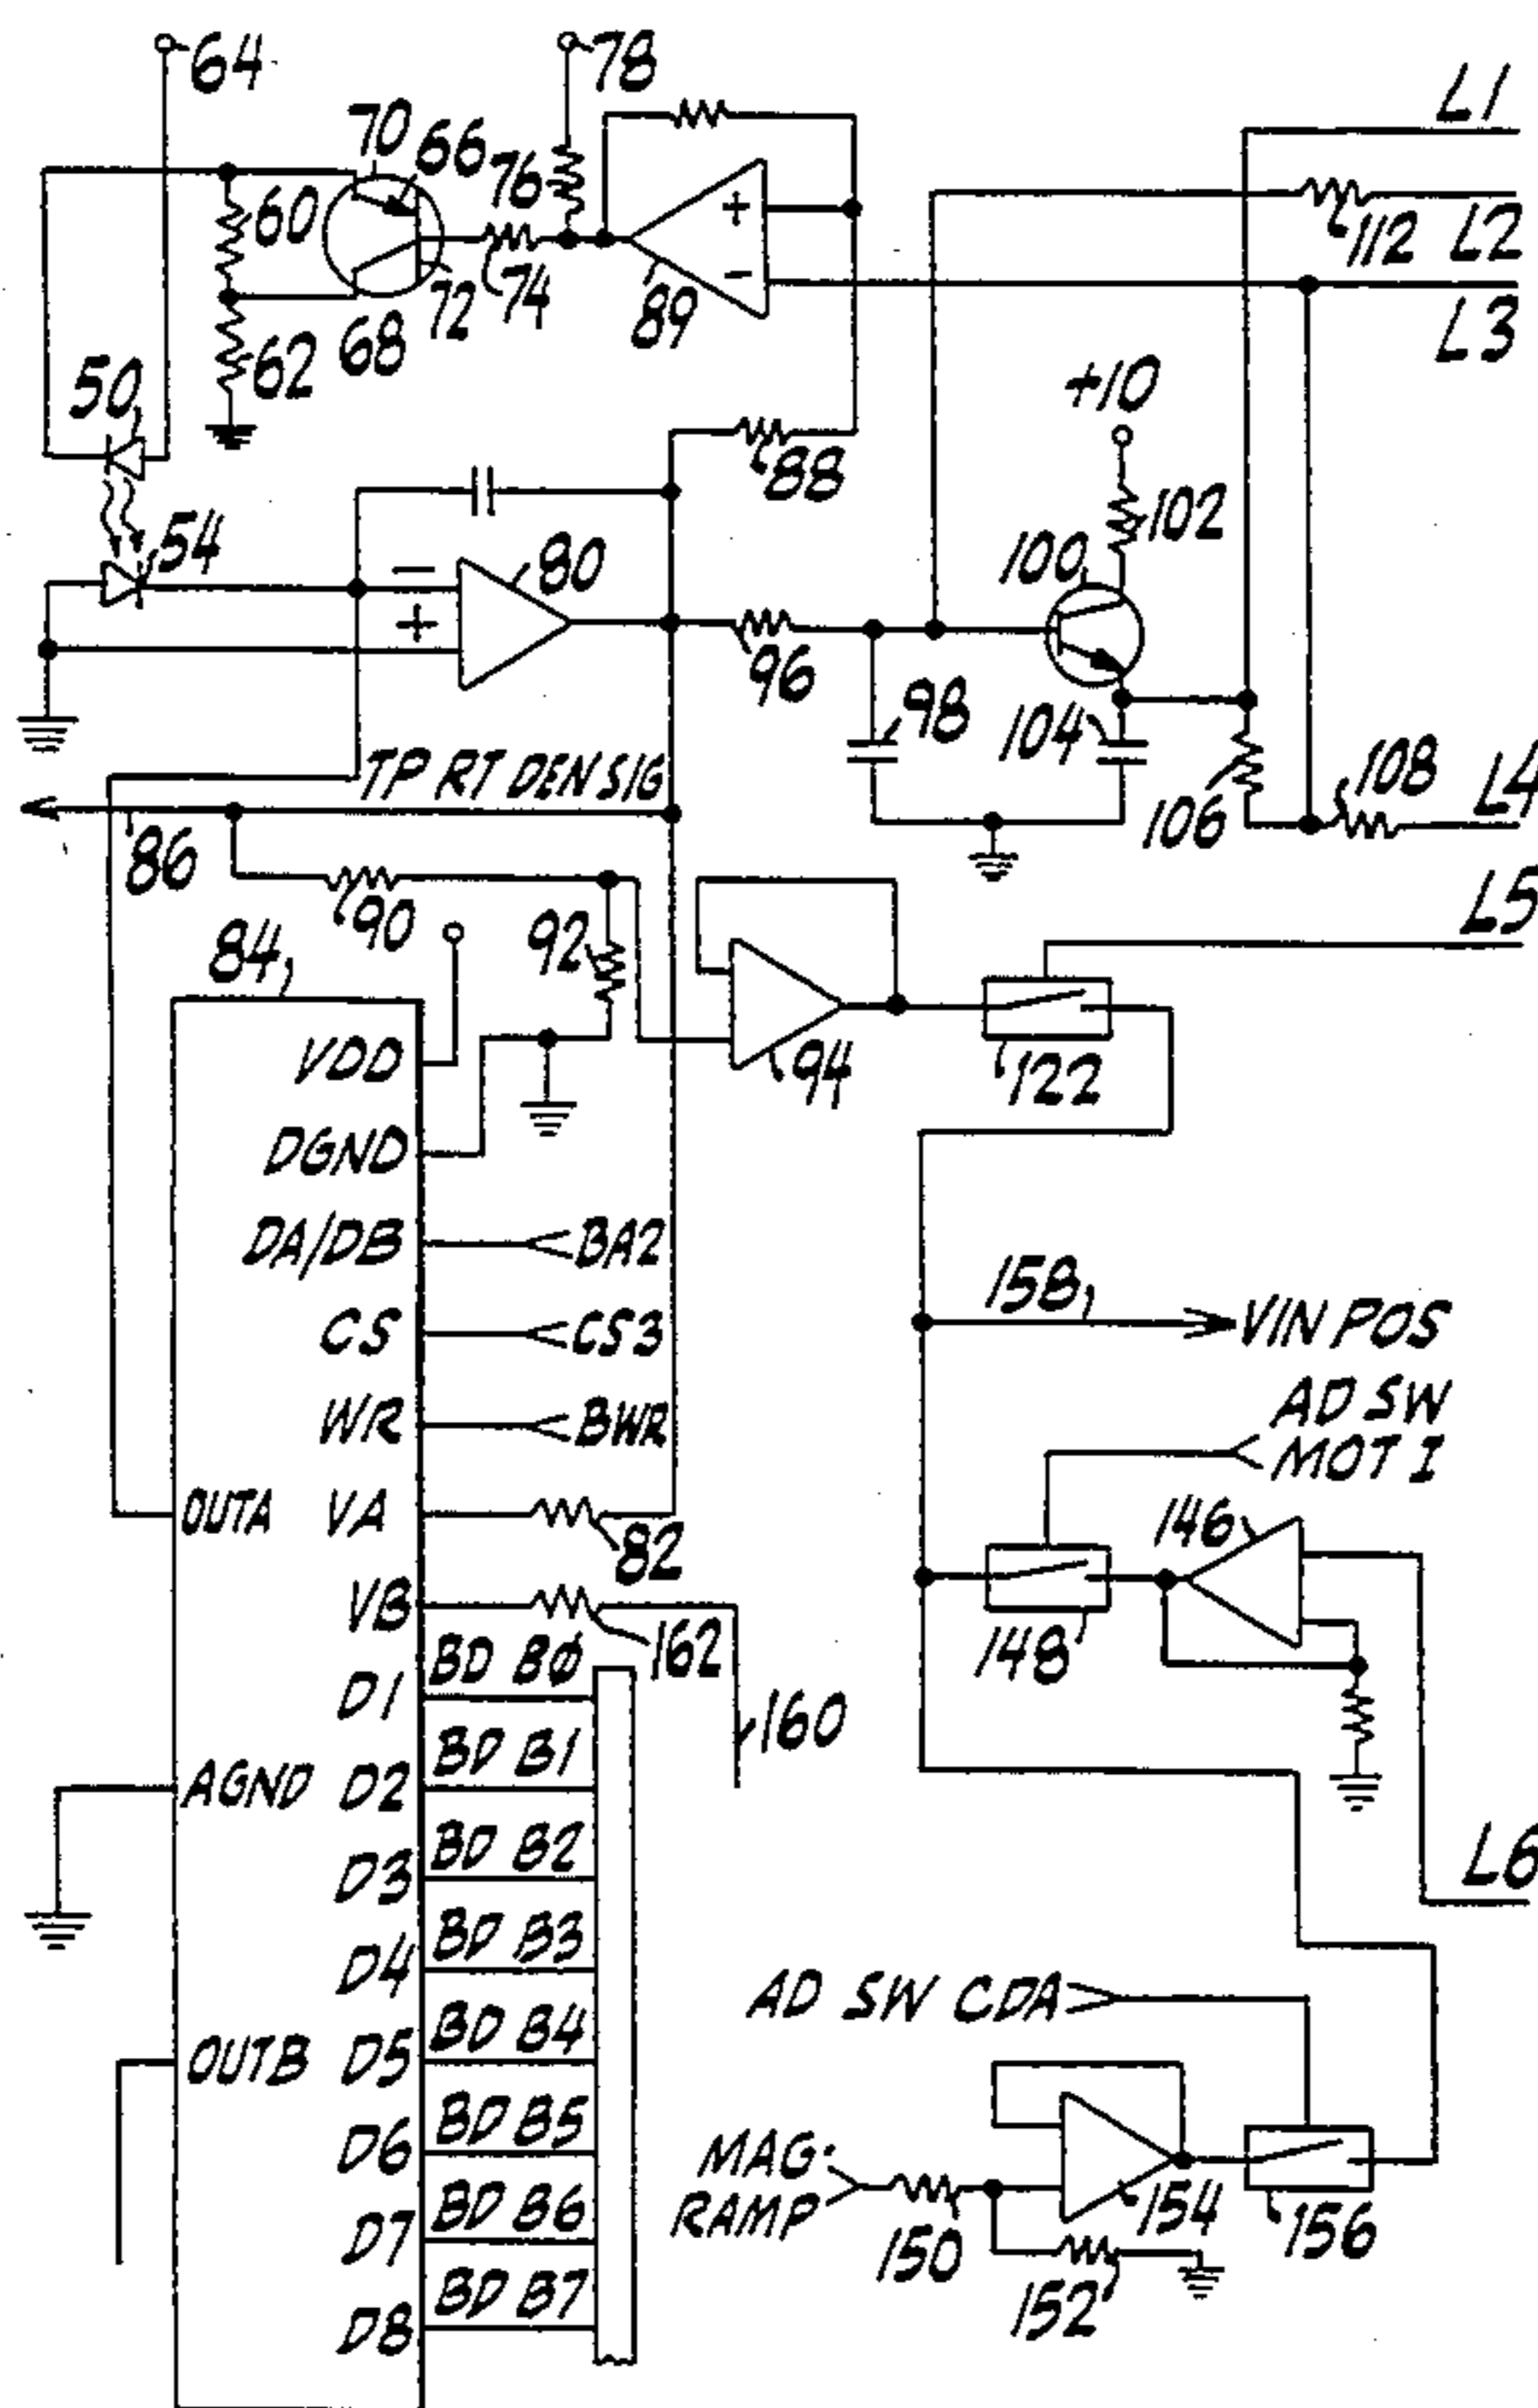 64
78
L1
70
66
76
60
+
112
L2
-
72
74
89
L3
68
62
50
+10
88
102
54
-
80
100
+
96
98
104
TP RT DEN SIG
108
L4
106
86
90
92
L5
84
94
122
VDD
DGND
DA/DB
BA2
158
VIN POS
CS
CS3
AD SW
MOT I
WR
BWR
OUTA
VA
82
146
VB
162
148
BD BØ
D1
160
BD B1
AGND
D2
BD B2
D3
L6
BD B3
D4
AD SW CDA
BD B4
OUTB
D5
BD B5
D6
MAG
RAMP
154
156
BD B6
D7
150
152
BD B7
D8